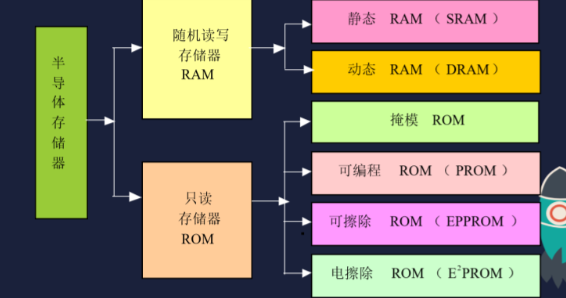 半导体存储器
随机读写
存储器
RAM
静态 RAM （ SRAM ）
动态 RAM （ DRAM ）
只读
存储器
ROM
掩模 ROM
可编程 ROM （ PROM ）
可擦除 ROM （ EPPROM ）
电擦除 ROM （ E²PROM ）